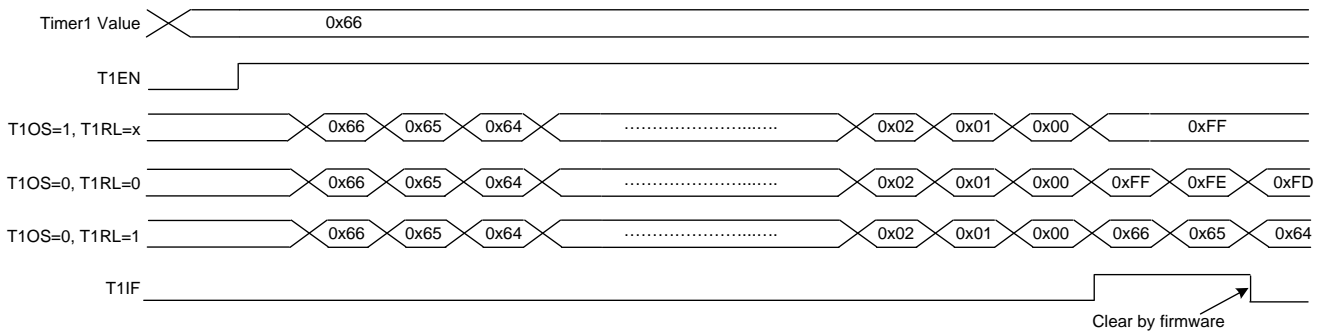 Timer1 Value 0x66
T1EN
T1OS=1, T1RL=x 0x66 0x65 0x64 ............................ 0x02 0x01 0x00 0xFF
T1OS=0, T1RL=0 0x66 0x65 0x64 ............................ 0x02 0x01 0x00 0xFF 0xFE 0xFD
T1OS=0, T1RL=1 0x66 0x65 0x64 ............................ 0x02 0x01 0x00 0x66 0x65 0x64
T1IF
Clear by firmware